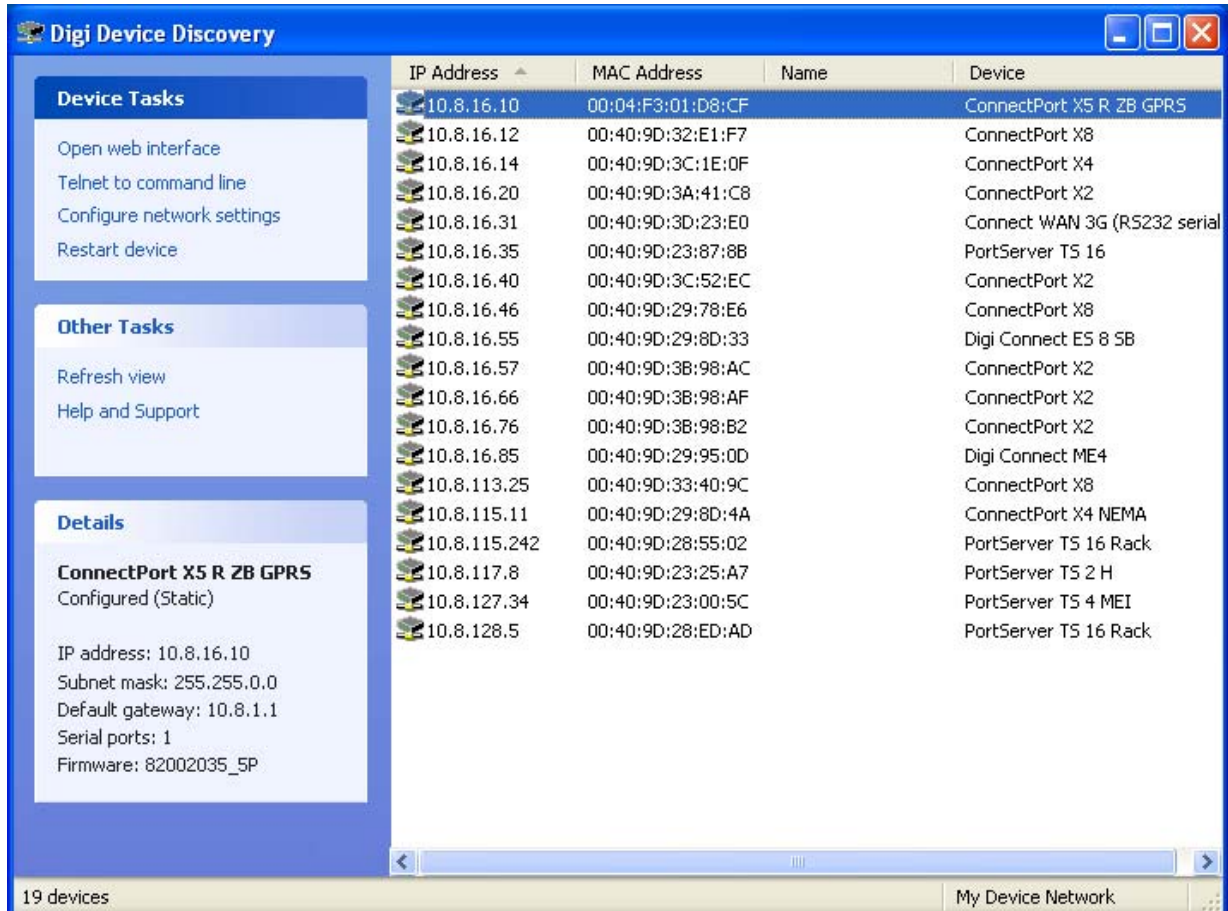 Digi Device Discovery
Device Tasks
Open web interface
Telnet to command line
Configure network settings
Restart device
Other Tasks
Refresh view
Help and Support
Details
ConnectPort X5 R ZB GPRS
Configured (Static)
IP address: 10.8.16.10
Subnet mask: 255.255.0.0
Default gateway: 10.8.1.1
Serial ports: 1
Firmware: 82002035_5P
IP Address MAC Address Name Device
10.8.16.10 00:04:F3:01:D8:CF ConnectPort X5 R ZB GPRS
10.8.16.12 00:40:9D:32:E1:F7 ConnectPort X8
10.8.16.14 00:40:9D:3C:1E:0F ConnectPort X4
10.8.16.20 00:40:9D:3A:41:C8 ConnectPort X2
10.8.16.31 00:40:9D:3D:23:E0 Connect WAN 3G (RS232 serial
10.8.16.35 00:40:9D:23:87:8B PortServer TS 16
10.8.16.40 00:40:9D:3C:52:EC ConnectPort X2
10.8.16.46 00:40:9D:29:78:E6 ConnectPort X8
10.8.16.55 00:40:9D:29:8D:33 Digi Connect ES 8 SB
10.8.16.57 00:40:9D:3B:98:AC ConnectPort X2
10.8.16.66 00:40:9D:3B:98:AF ConnectPort X2
10.8.16.76 00:40:9D:3B:98:B2 ConnectPort X2
10.8.16.85 00:40:9D:29:95:0D Digi Connect ME4
10.8.113.25 00:40:9D:33:40:9C ConnectPort X8
10.8.115.11 00:40:9D:29:8D:4A ConnectPort X4 NEMA
10.8.115.242 00:40:9D:28:55:02 PortServer TS 16 Rack
10.8.117.8 00:40:9D:23:25:A7 PortServer TS 2 H
10.8.127.34 00:40:9D:23:00:5C PortServer TS 4 MEI
10.8.128.5 00:40:9D:28:ED:AD PortServer TS 16 Rack
19 devices My Device Network